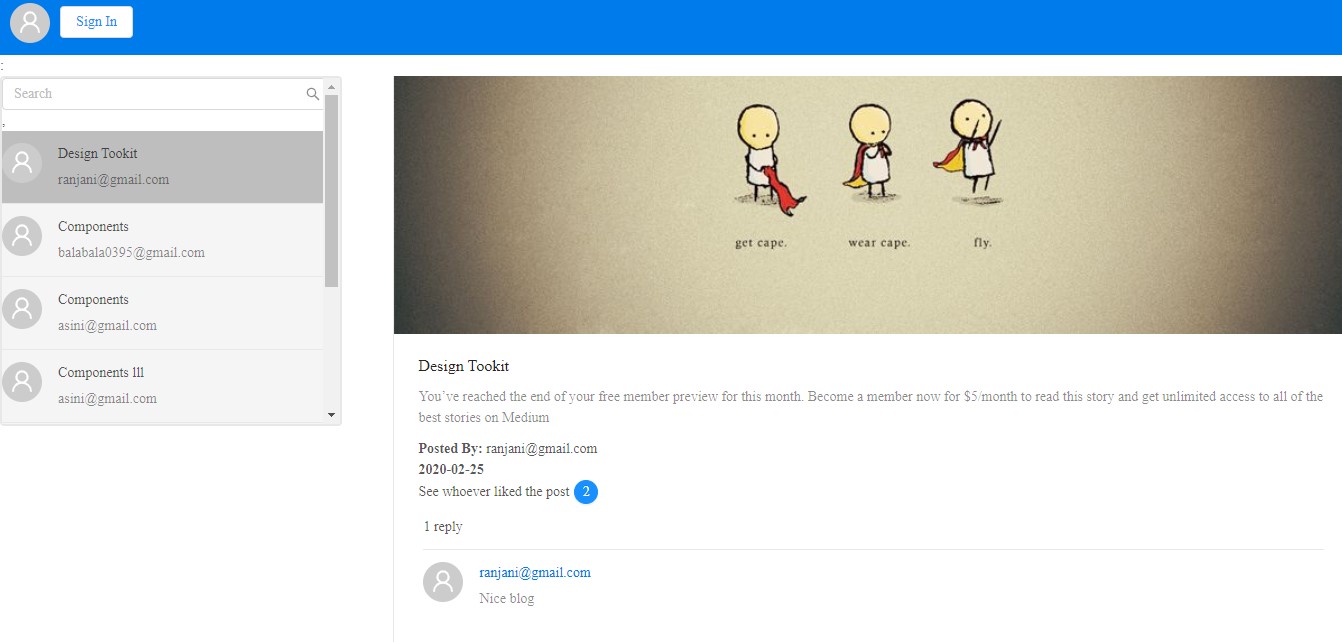 Sign In
:
Search
,
Design Tookit
ranjani@gmail.com
Components
balabala0395@gmail.com
Components
asini@gmail.com
Components lll
asini@gmail.com
get cape.
wear cape.
fly.
Design Tookit
You’ve reached the end of your free member preview for this month. Become a member now for $5/month to read this story and get unlimited access to all of the
best stories on Medium
Posted By: ranjani@gmail.com
2020-02-25
See whoever liked the post 2
1 reply
ranjani@gmail.com
Nice blog